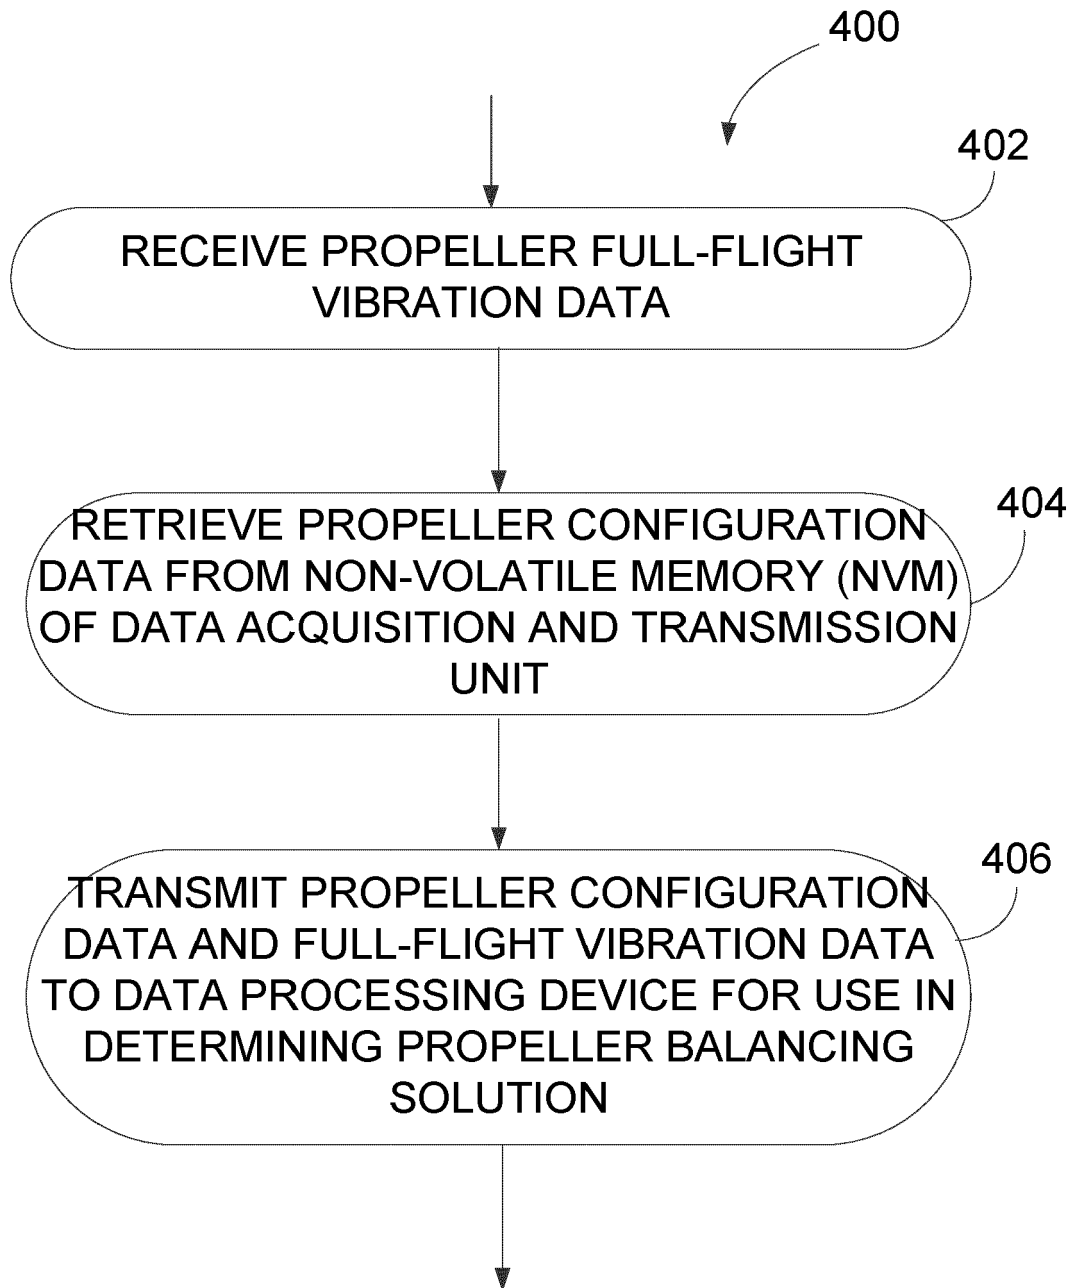 400
402
RECEIVE PROPELLER FULL-FLIGHT
VIBRATION DATA
404
RETRIEVE PROPELLER CONFIGURATION
DATA FROM NON-VOLATILE MEMORY (NVM)
OF DATA ACQUISITION AND TRANSMISSION
UNIT
406
TRANSMIT PROPELLER CONFIGURATION
DATA AND FULL-FLIGHT VIBRATION DATA
TO DATA PROCESSING DEVICE FOR USE IN
DETERMINING PROPELLER BALANCING
SOLUTION